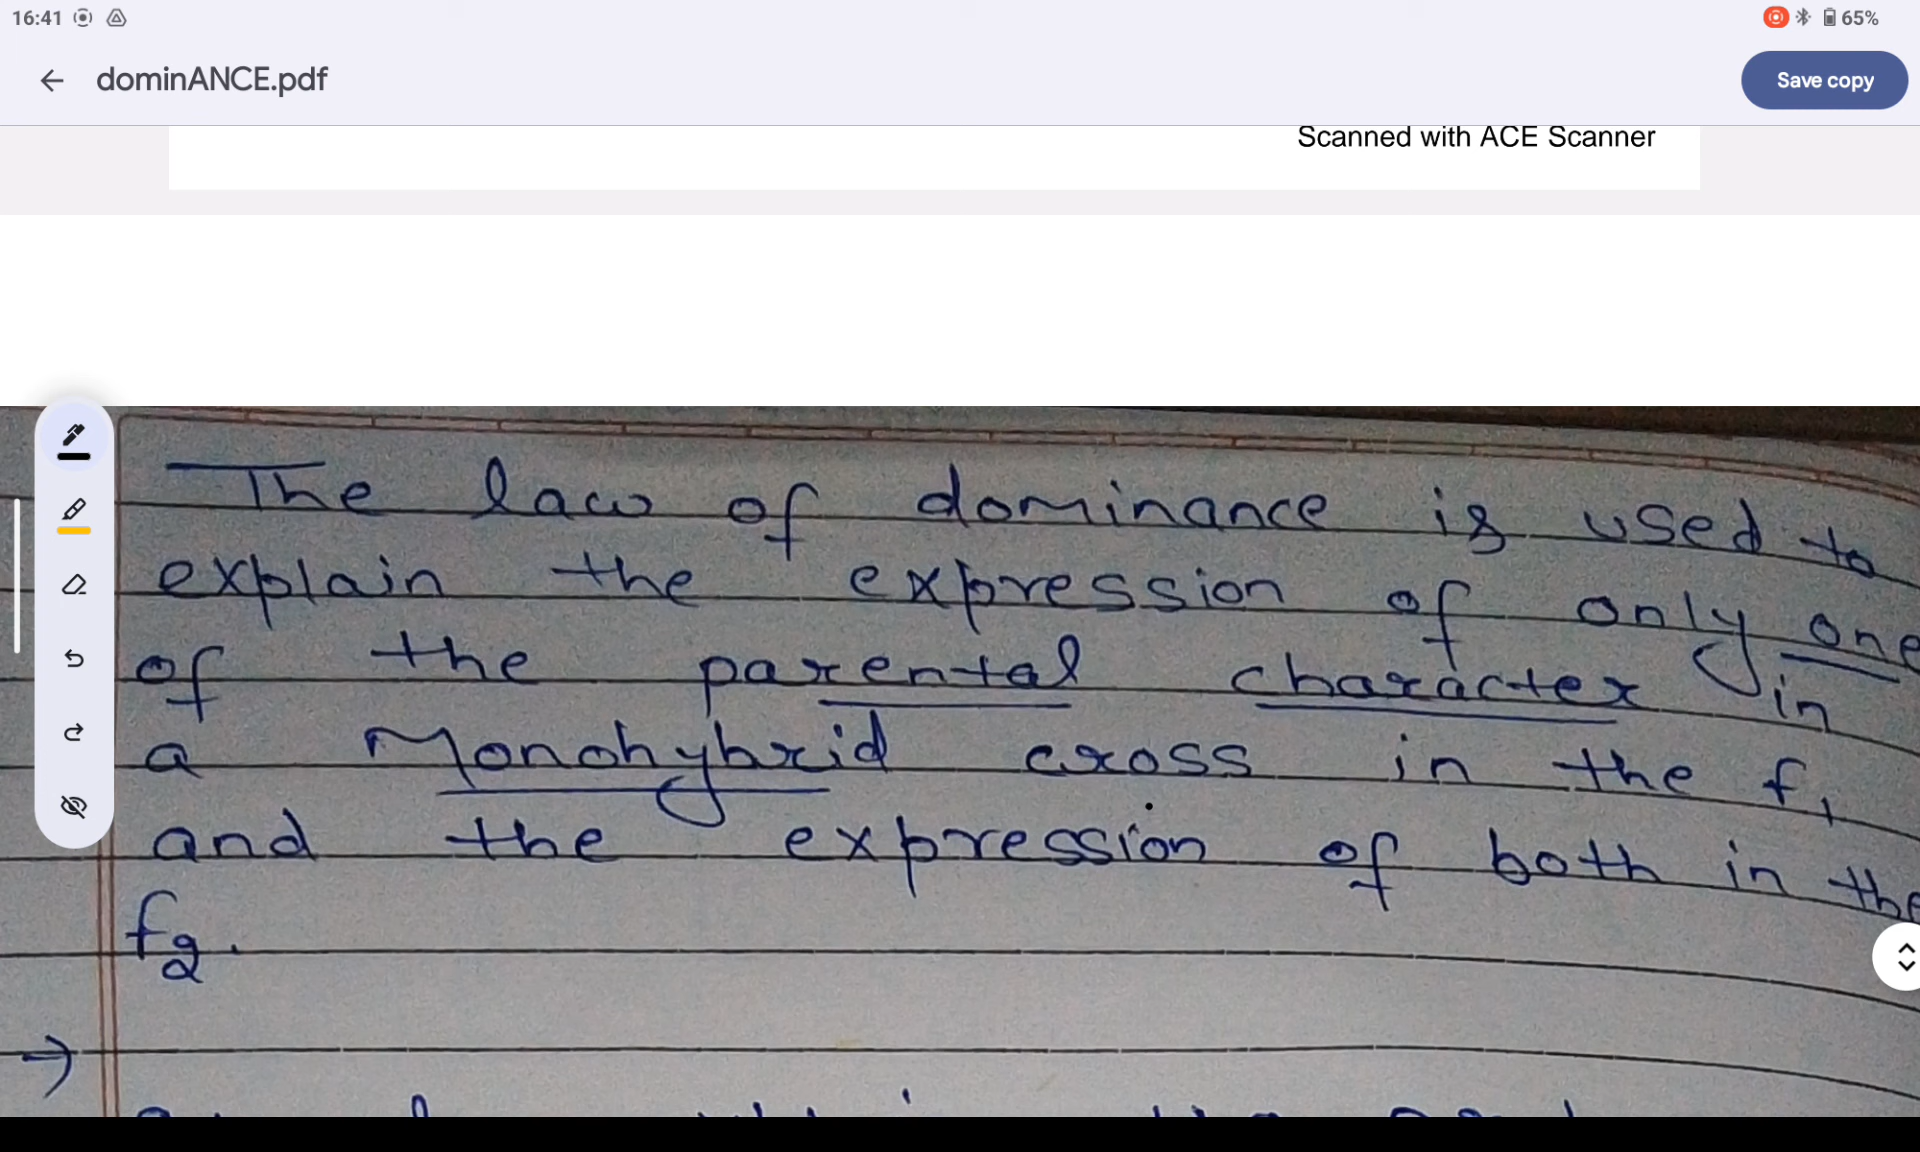 16:41
65%
dominANCE.pdf
Save copy
Scanned with ACE Scanner
The law of dominance is used to
explain the expression of only one
of the parental character in
a Monohybrid cross in the f1
and the expression of both in the
f2.
→